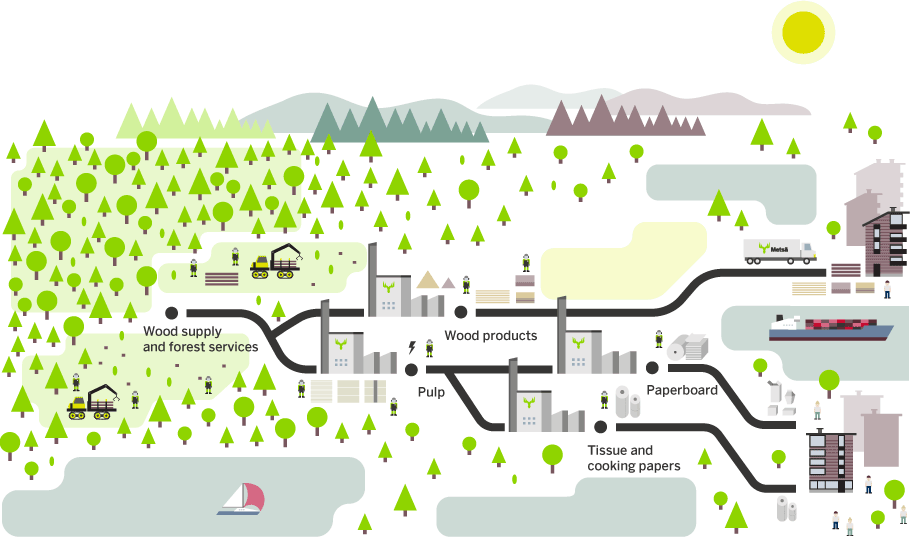 Metsä
Wood supply
and forest services
Wood products
Pulp
Paperboard
Tissue and
cooking papers